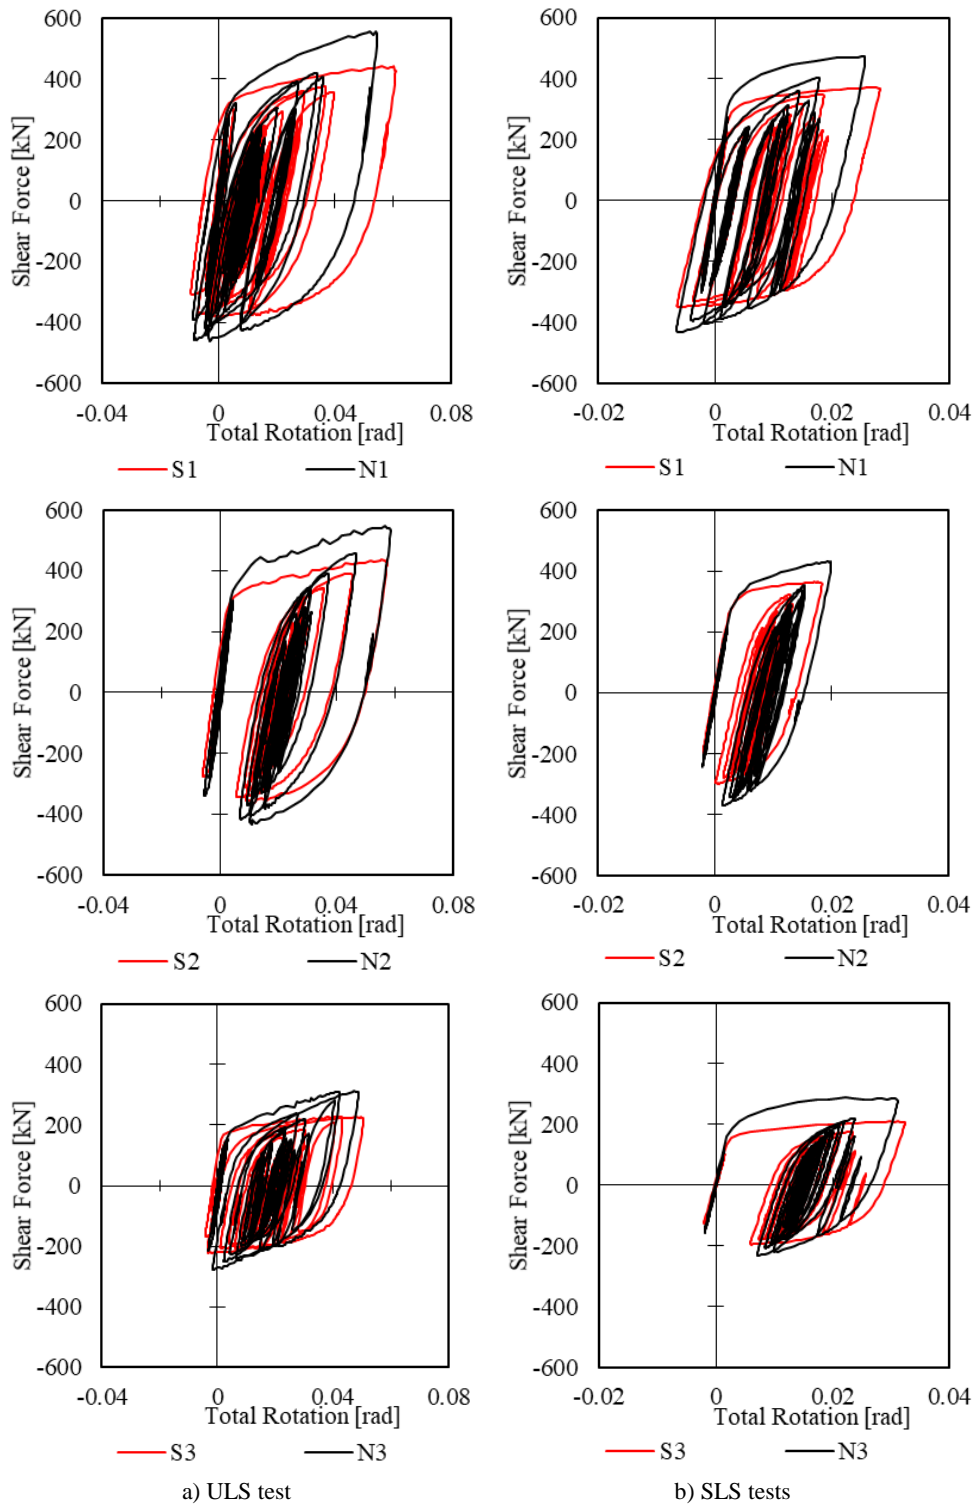 600
400
200
0
-200
-400
-600
Shear Force [kN]
-0.04 0 0.04 0.08
Total Rotation [rad]
S1 N1
600
400
200
0
-200
-400
-600
Shear Force [kN]
-0.02 0 0.02 0.04
Total Rotation [rad]
S1 N1
600
400
200
0
-200
-400
-600
Shear Force [kN]
-0.04 0 0.04 0.08
Total Rotation [rad]
S2 N2
600
400
200
0
-200
-400
-600
Shear Force [kN]
-0.02 0 0.02 0.04
Total Rotation [rad]
S2 N2
600
400
200
0
-200
-400
-600
Shear Force [kN]
-0.04 0 0.04 0.08
Total Rotation [rad]
S3 N3
600
400
200
0
-200
-400
-600
Shear Force [kN]
-0.02 0 0.02 0.04
Total Rotation [rad]
S3 N3
a) ULS test
b) SLS tests